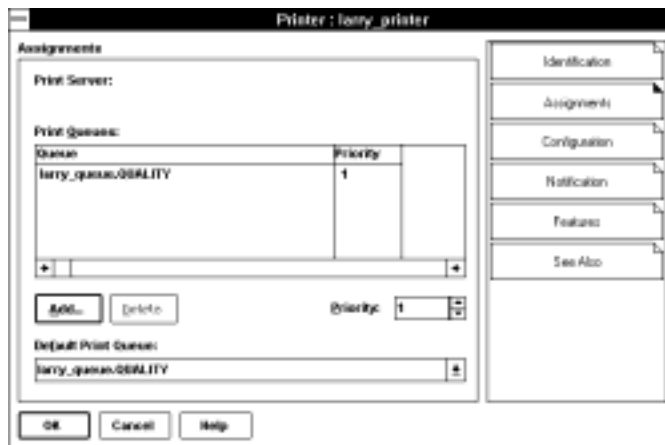 Printer : larry_printer
Assignments
Print Server:
Print Queues:
Queue Priority
larry_queue.QUALITY 1
Add... Delete Priority: 1
Default Print Queue:
larry_queue.QUALITY
OK Cancel Help
Identification
Assignments
Configuration
Notification
Features
See Also